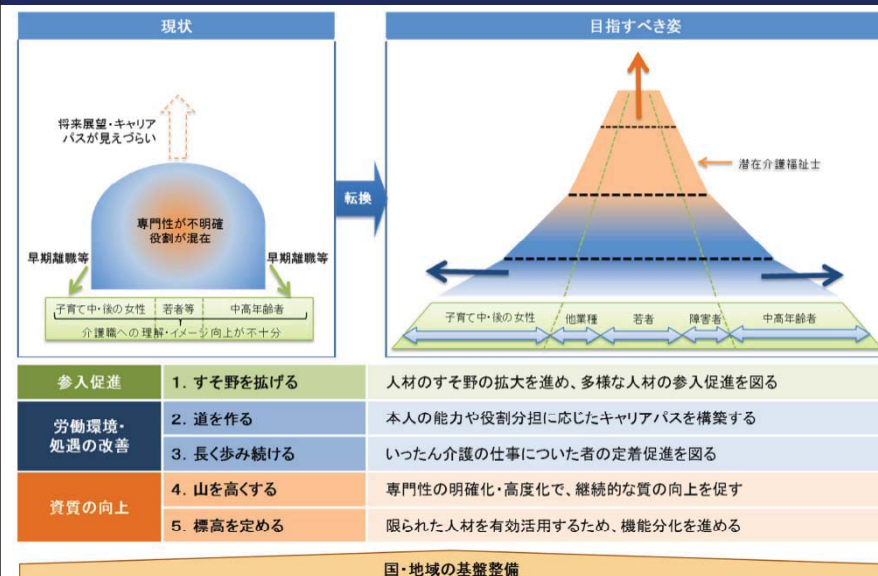 現状
将来展望・キャリア
パスが見えづらい
専門性が不明確
役割が混在
早期離職等
早期離職等
子育て中・後の女性
若者等
中高年齢者
介護職への理解・イメージ向上が不十分
転換
目指すべき姿
潜在介護福祉士
子育て中・後の女性
他業種
若者
障害者
中高年齢者
参入促進
1. すそ野を拡げる
人材のすそ野の拡大を進め、多様な人材の参入促進を図る
労働環境・
処遇の改善
2. 道を作る
本人の能力や役割分担に応じたキャリアパスを構築する
3. 長く歩み続ける
いったん介護の仕事についた者の定着促進を図る
資質の向上
4. 山を高くする
専門性の明確化・高度化で、継続的な質の向上を促す
5. 標高を定める
限られた人材を有効活用するため、機能分化を進める
国・地域の基盤整備